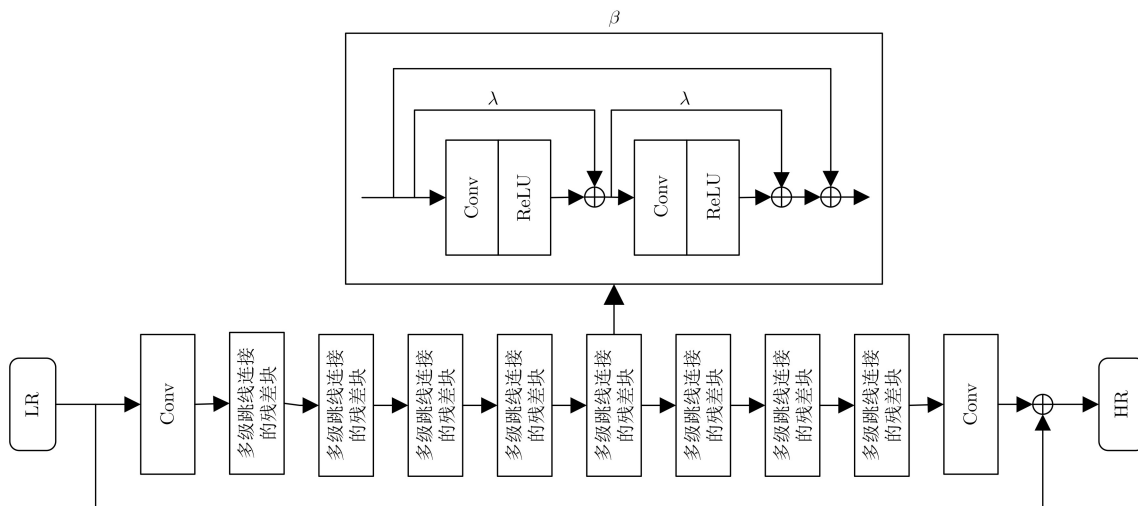 β
λ
λ
Conv
ReLU
Conv
ReLU
LR
Conv
多级跳线连接
的残差块
多级跳线连接
的残差块
多级跳线连接
的残差块
多级跳线连接
的残差块
多级跳线连接
的残差块
多级跳线连接
的残差块
多级跳线连接
的残差块
多级跳线连接
的残差块
Conv
HR